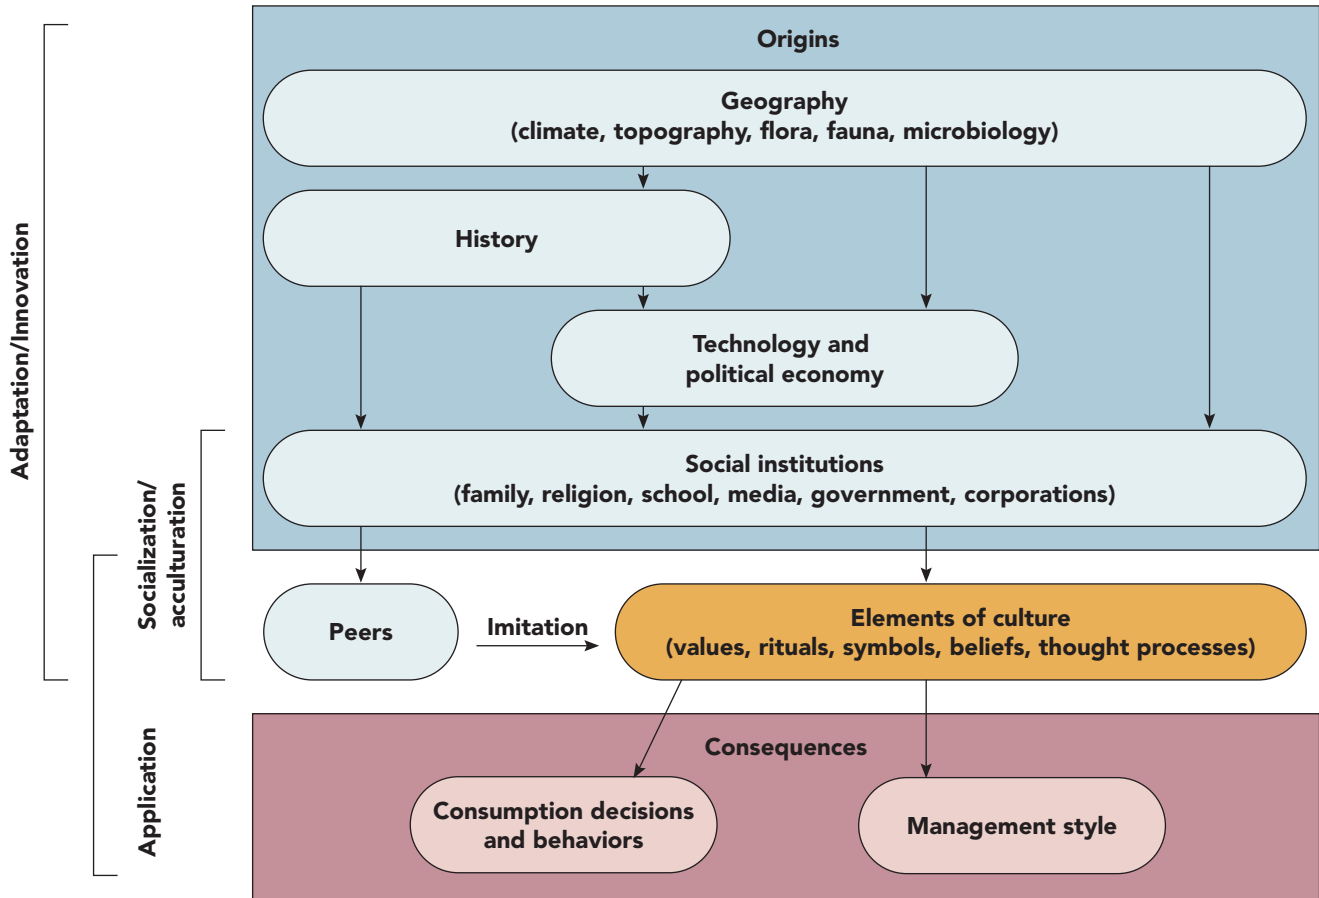 Origins
Geography
(climate, topography, flora, fauna, microbiology)
History
Technology and
political economy
Social institutions
(family, religion, school, media, government, corporations)
Peers
Imitation
Elements of culture
(values, rituals, symbols, beliefs, thought processes)
Consequences
Consumption decisions
and behaviors
Management style
Adaptation/Innovation
Socialization/
acculturation
Application